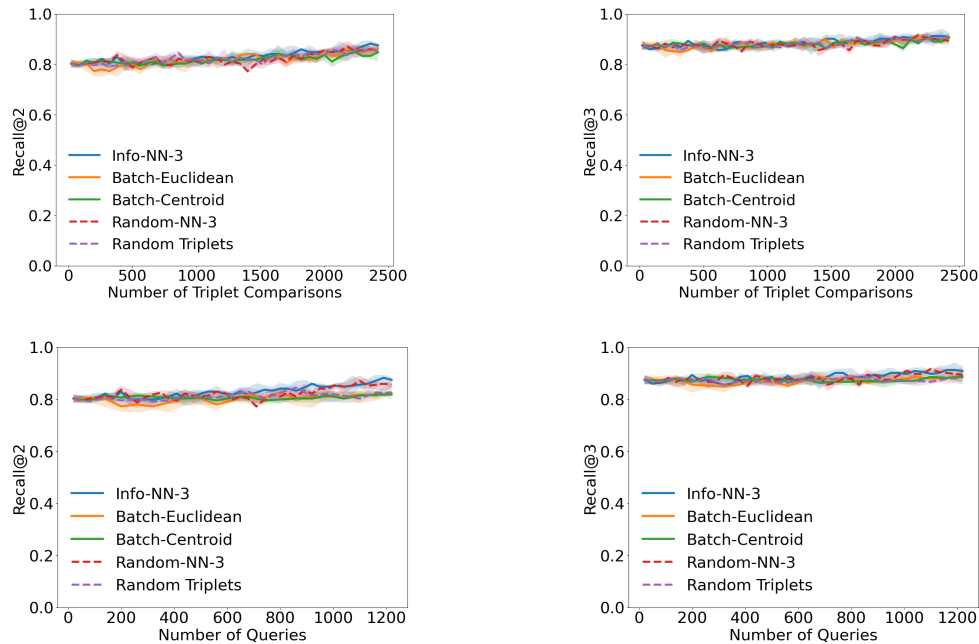 1.0
0.8
0.6
0.4
0.2
0.0
Recall@2
Info-NN-3
Batch-Euclidean
Batch-Centroid
Random-NN-3
Random Triplets
0 500 1000 1500 2000 2500
Number of Triplet Comparisons
1.0
0.8
0.6
0.4
0.2
0.0
Recall@3
Info-NN-3
Batch-Euclidean
Batch-Centroid
Random-NN-3
Random Triplets
0 500 1000 1500 2000 2500
Number of Triplet Comparisons
1.0
0.8
0.6
0.4
0.2
0.0
Recall@2
Info-NN-3
Batch-Euclidean
Batch-Centroid
Random-NN-3
Random Triplets
0 200 400 600 800 1000 1200
Number of Queries
1.0
0.8
0.6
0.4
0.2
0.0
Recall@3
Info-NN-3
Batch-Euclidean
Batch-Centroid
Random-NN-3
Random Triplets
0 200 400 600 800 1000 1200
Number of Queries